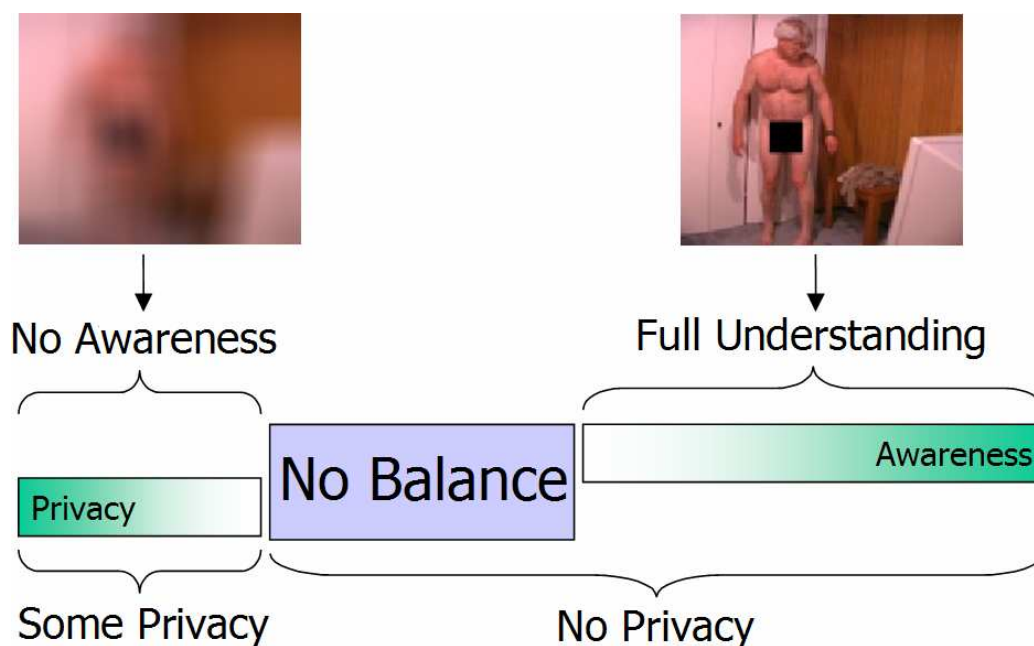 No Awareness
Full Understanding
Awareness
No Balance
Privacy
Some Privacy
No Privacy